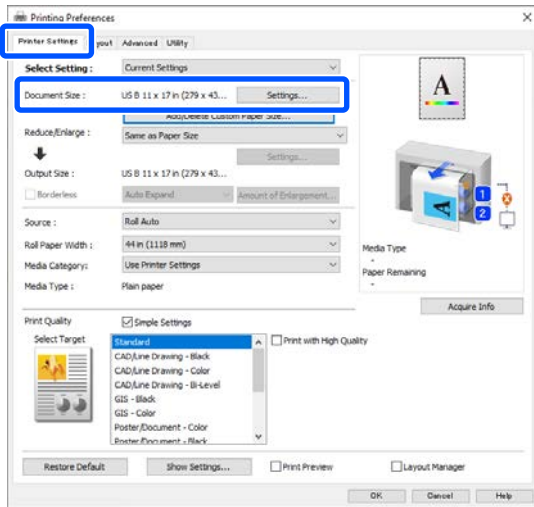 Printing Preferences
Printer Settings yout Advanced Utility
Select Setting : Current Settings
Document Size : US B 11 x 17 in (279 x 43... Settings...
Add/Delete Custom Paper Size...
Reduce/Enlarge : Same as Paper Size
Settings...
Output Size : US B 11 x 17 in (279 x 43...
Borderless Auto Expand Amount of Enlargement...
Source : Roll Auto
Roll Paper Width : 44 in (1118 mm)
Media Category: Use Printer Settings
Media Type : Plain paper
A
A
1
2
Media Type
-
Paper Remaining
-
Acquire Info
Print Quality Simple Settings
Select Target
Standard
CAD/Line Drawing - Black
CAD/Line Drawing - Color
CAD/Line Drawing - Bi-Level
GIS - Black
GIS - Color
Poster/Document - Color
Poster/Document - Black
Print with High Quality
Restore Default Show Settings... Print Preview Layout Manager
OK Cancel Help